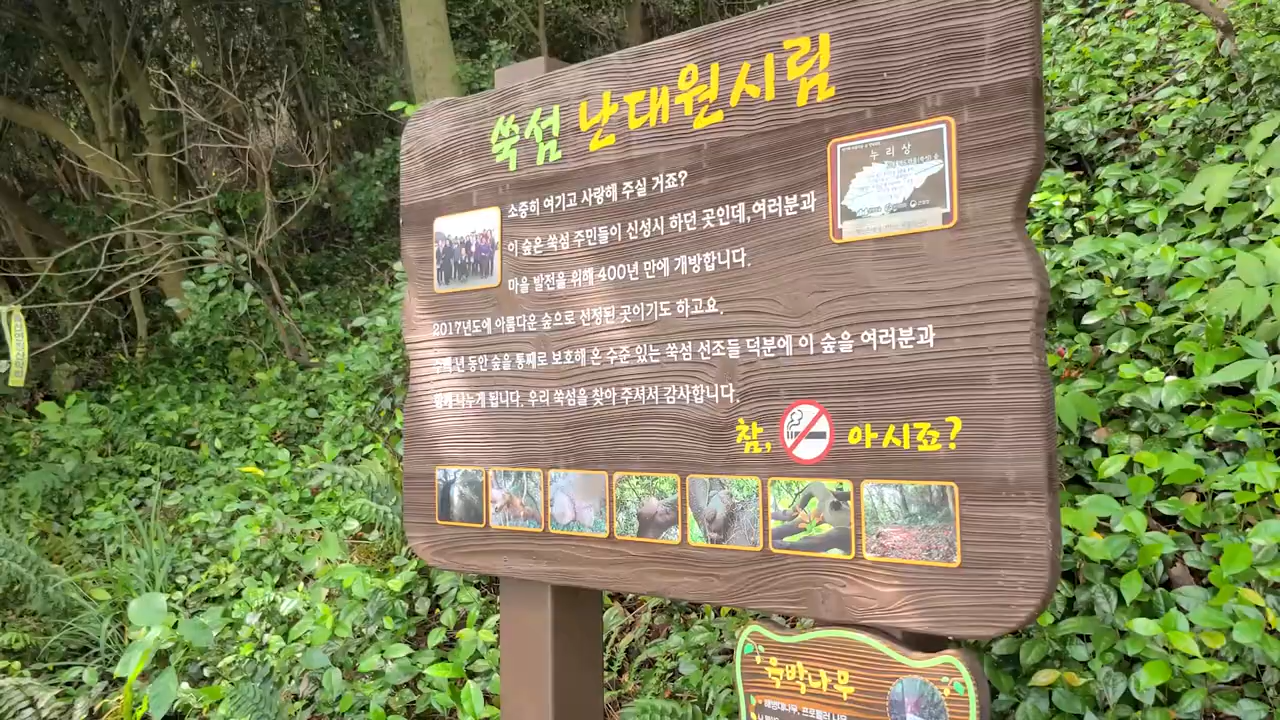 쑥섬 난대원시림
소중히 여기고 사랑해 주실 거죠?
이 숲은 쑥섬 주민들이 신성시 하던 곳인데, 여러분과
마을 발전을 위해 400년 만에 개방합니다.
2017년도에 아름다운 숲으로 선정된 곳이기도 하고요.
년 동안 숲을 통째로 보호해 온 수준 있는 쑥섬 선조들 덕분에 이 숲을 여러분과
나누게 됩니다. 우리 쑥섬을 찾아 주셔서 감사합니다.
누리상
참, 아시죠?
육박나무